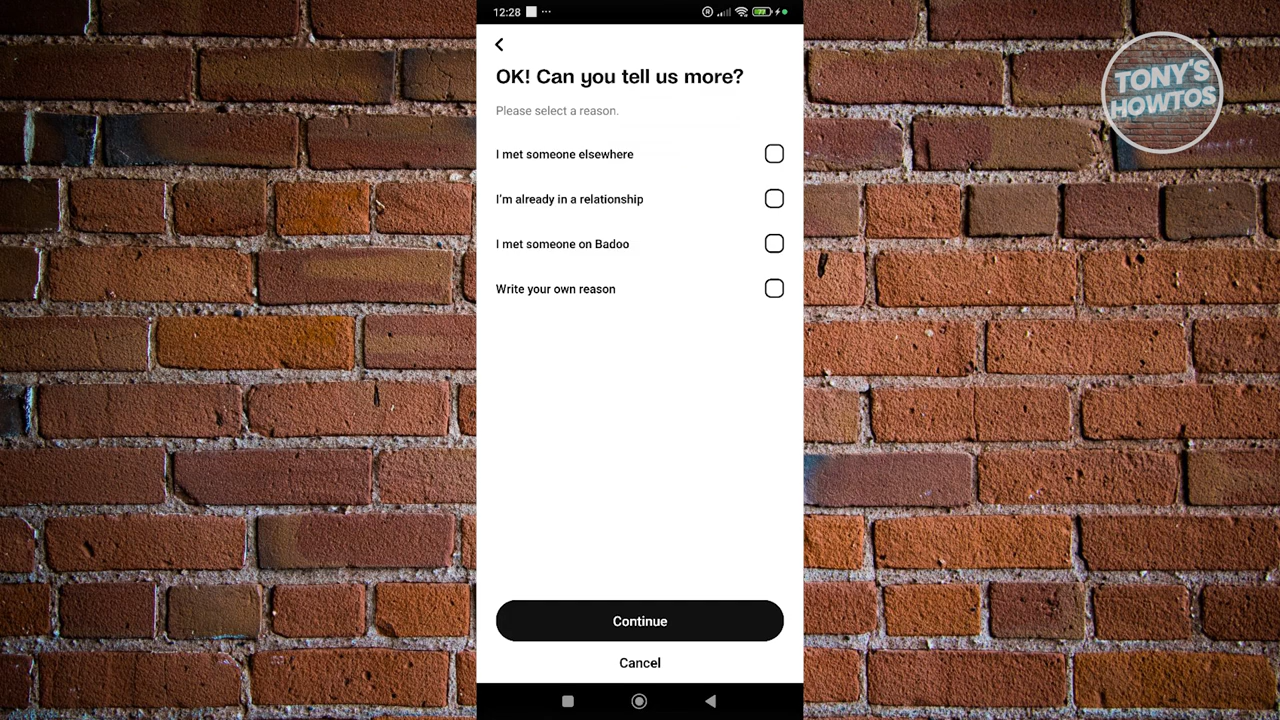 12:28
OK! Can you tell us more?
Please select a reason.
I met someone elsewhere
I'm already in a relationship
I met someone on Badoo
Write your own reason
Continue
Cancel
TONY'S
HOWTOS